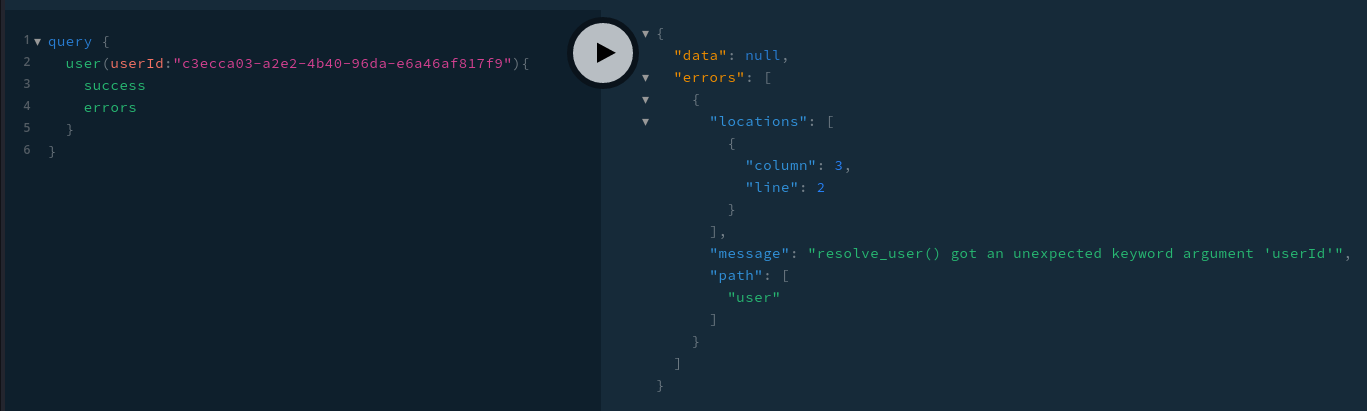 1 query {
2 user(userId:"c3ecca03-a2e2-4b40-96da-e6a46af817f9"){
3 success
4 errors
5 }
6 }
{
"data": null,
"errors": [
{
"locations": [
{
"column": 3,
"line": 2
}
],
"message": "resolve_user() got an unexpected keyword argument 'userId'",
"path": [
"user"
]
}
]
}